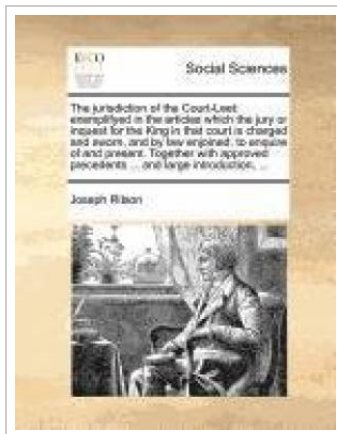 ECCO
Social Sciences
The jurisdiction of the Court-Leet:
exemplifyed in the articles which the jury or
inquest for the King in that court is charged
and sworn, and by law enjoined, to enquire
of and present. Together with approved
precedents ... and large introduction, ...
Joseph Ritson